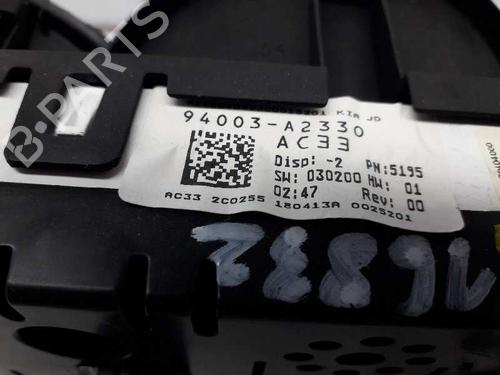 B-PARTS
94003-A2330
KIA JD
AC33
Disp: -2 PN:5195
SW: 030200 HW: 01
02:47 Rev: 00
AC33 2C0255 180413A 0025201